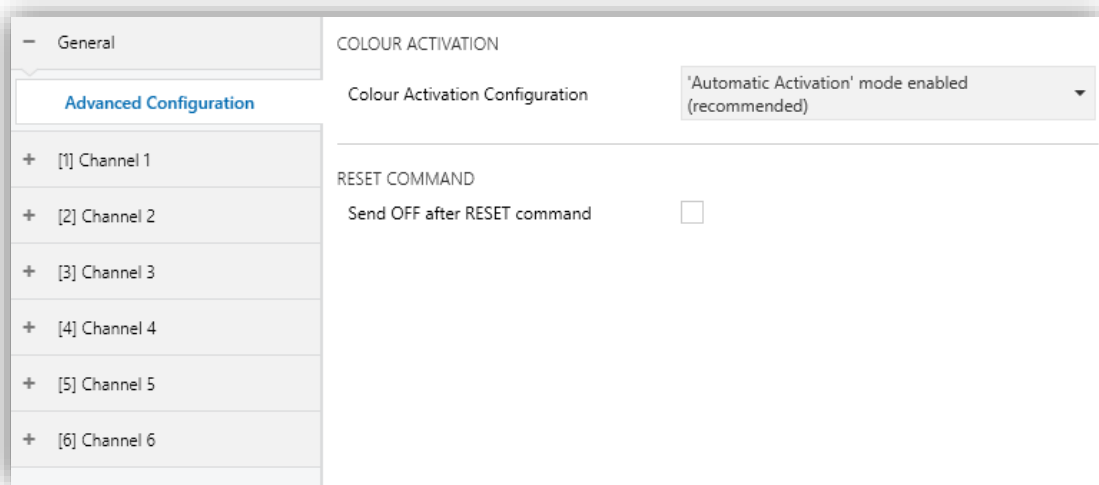 General
Advanced Configuration
[1] Channel 1
[2] Channel 2
[3] Channel 3
[4] Channel 4
[5] Channel 5
[6] Channel 6
COLOUR ACTIVATION
Colour Activation Configuration
'Automatic Activation' mode enabled
(recommended)
RESET COMMAND
Send OFF after RESET command